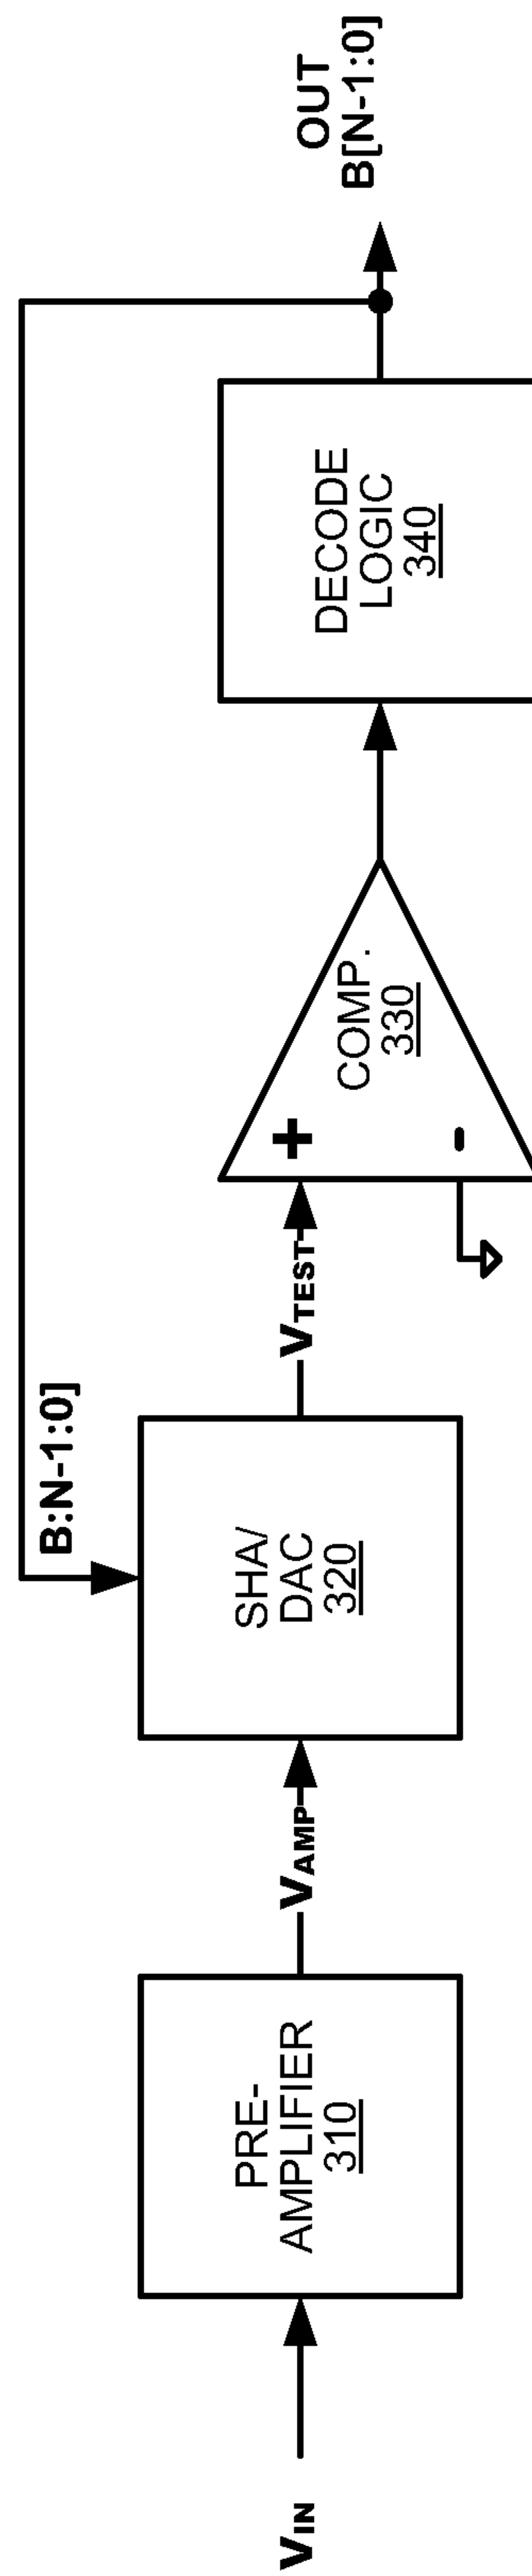 VIN
PRE-
AMPLIFIER
310
VAMP
SHA/
DAC
320
B:N-1:0]
VTEST
+
-
COMP.
330
DECODE
LOGIC
340
OUT
B[N-1:0]